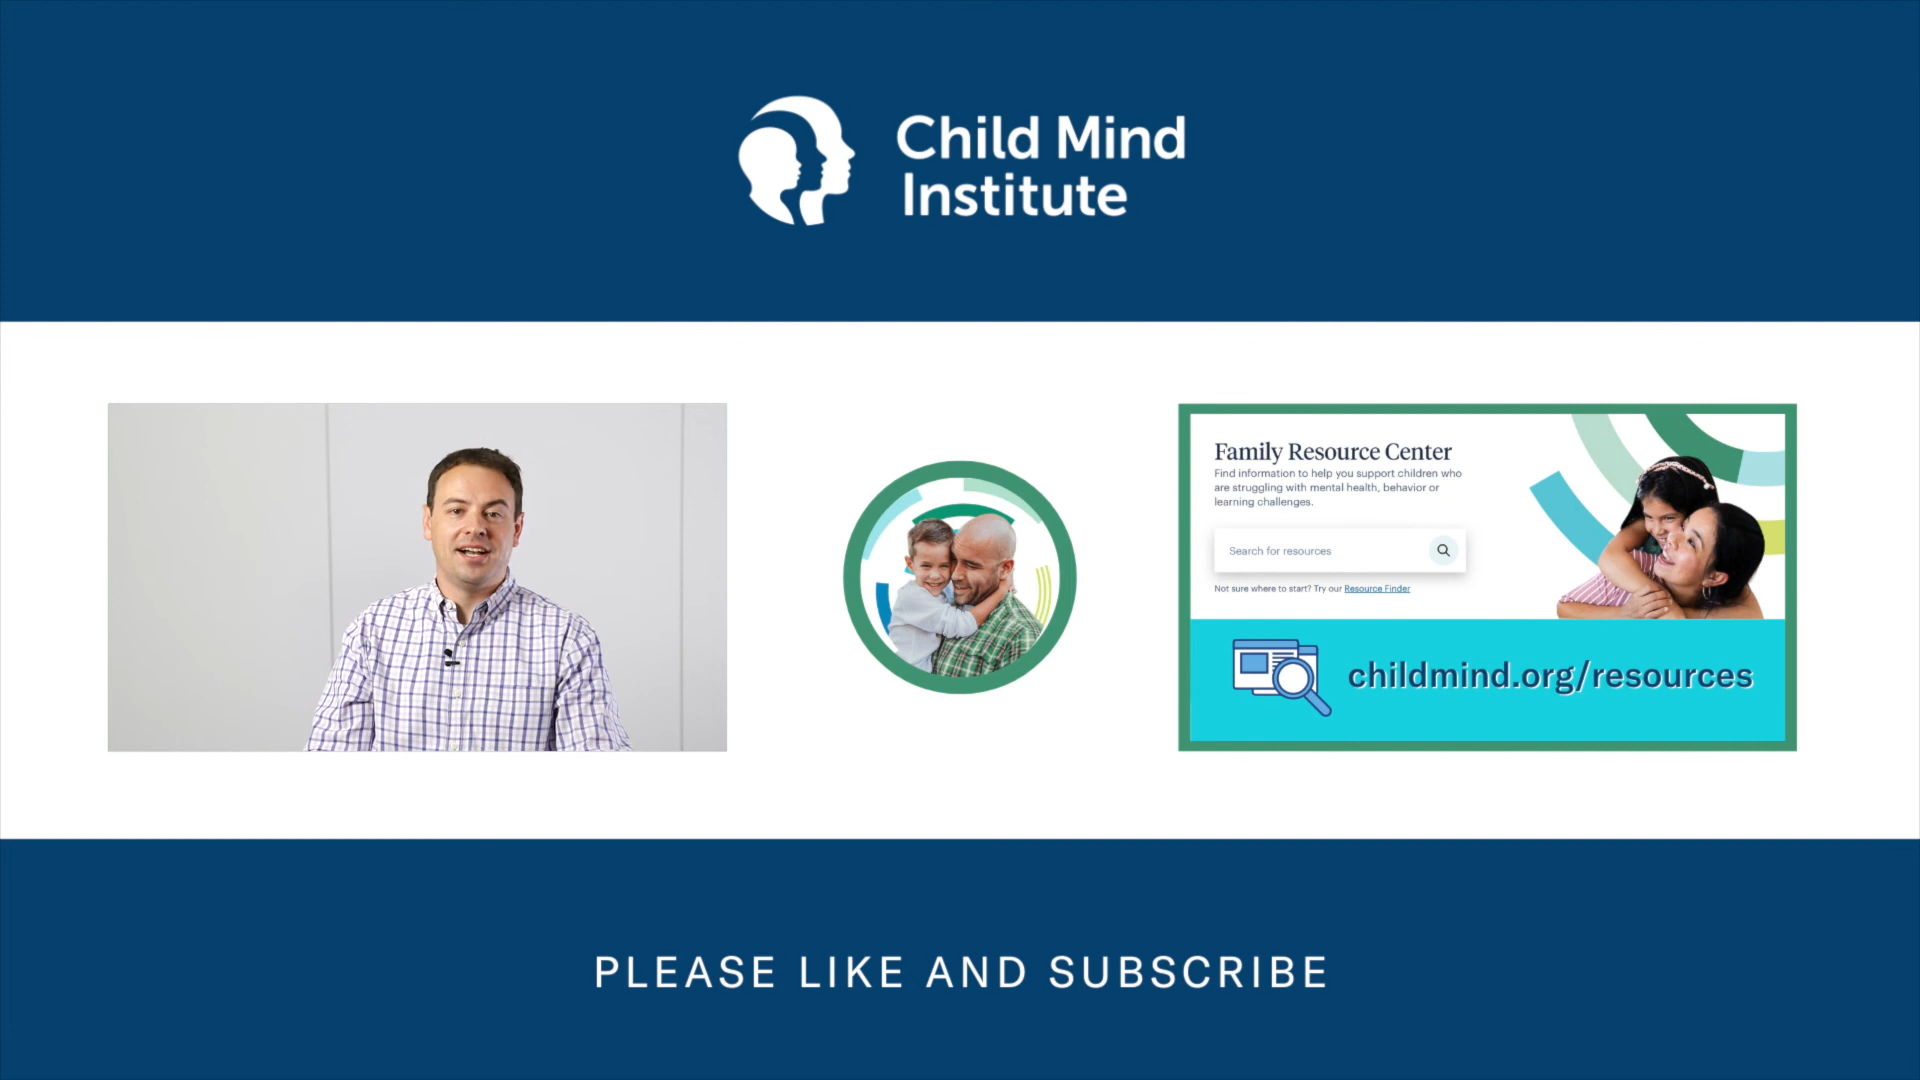 Child Mind
Institute
Family Resource Center
Find information to help you support children who
are struggling with mental health, behavior or
learning challenges.
Search for resources
Not sure where to start? Try our Resource Finder
childmind.org/resources
PLEASE LIKE AND SUBSCRIBE